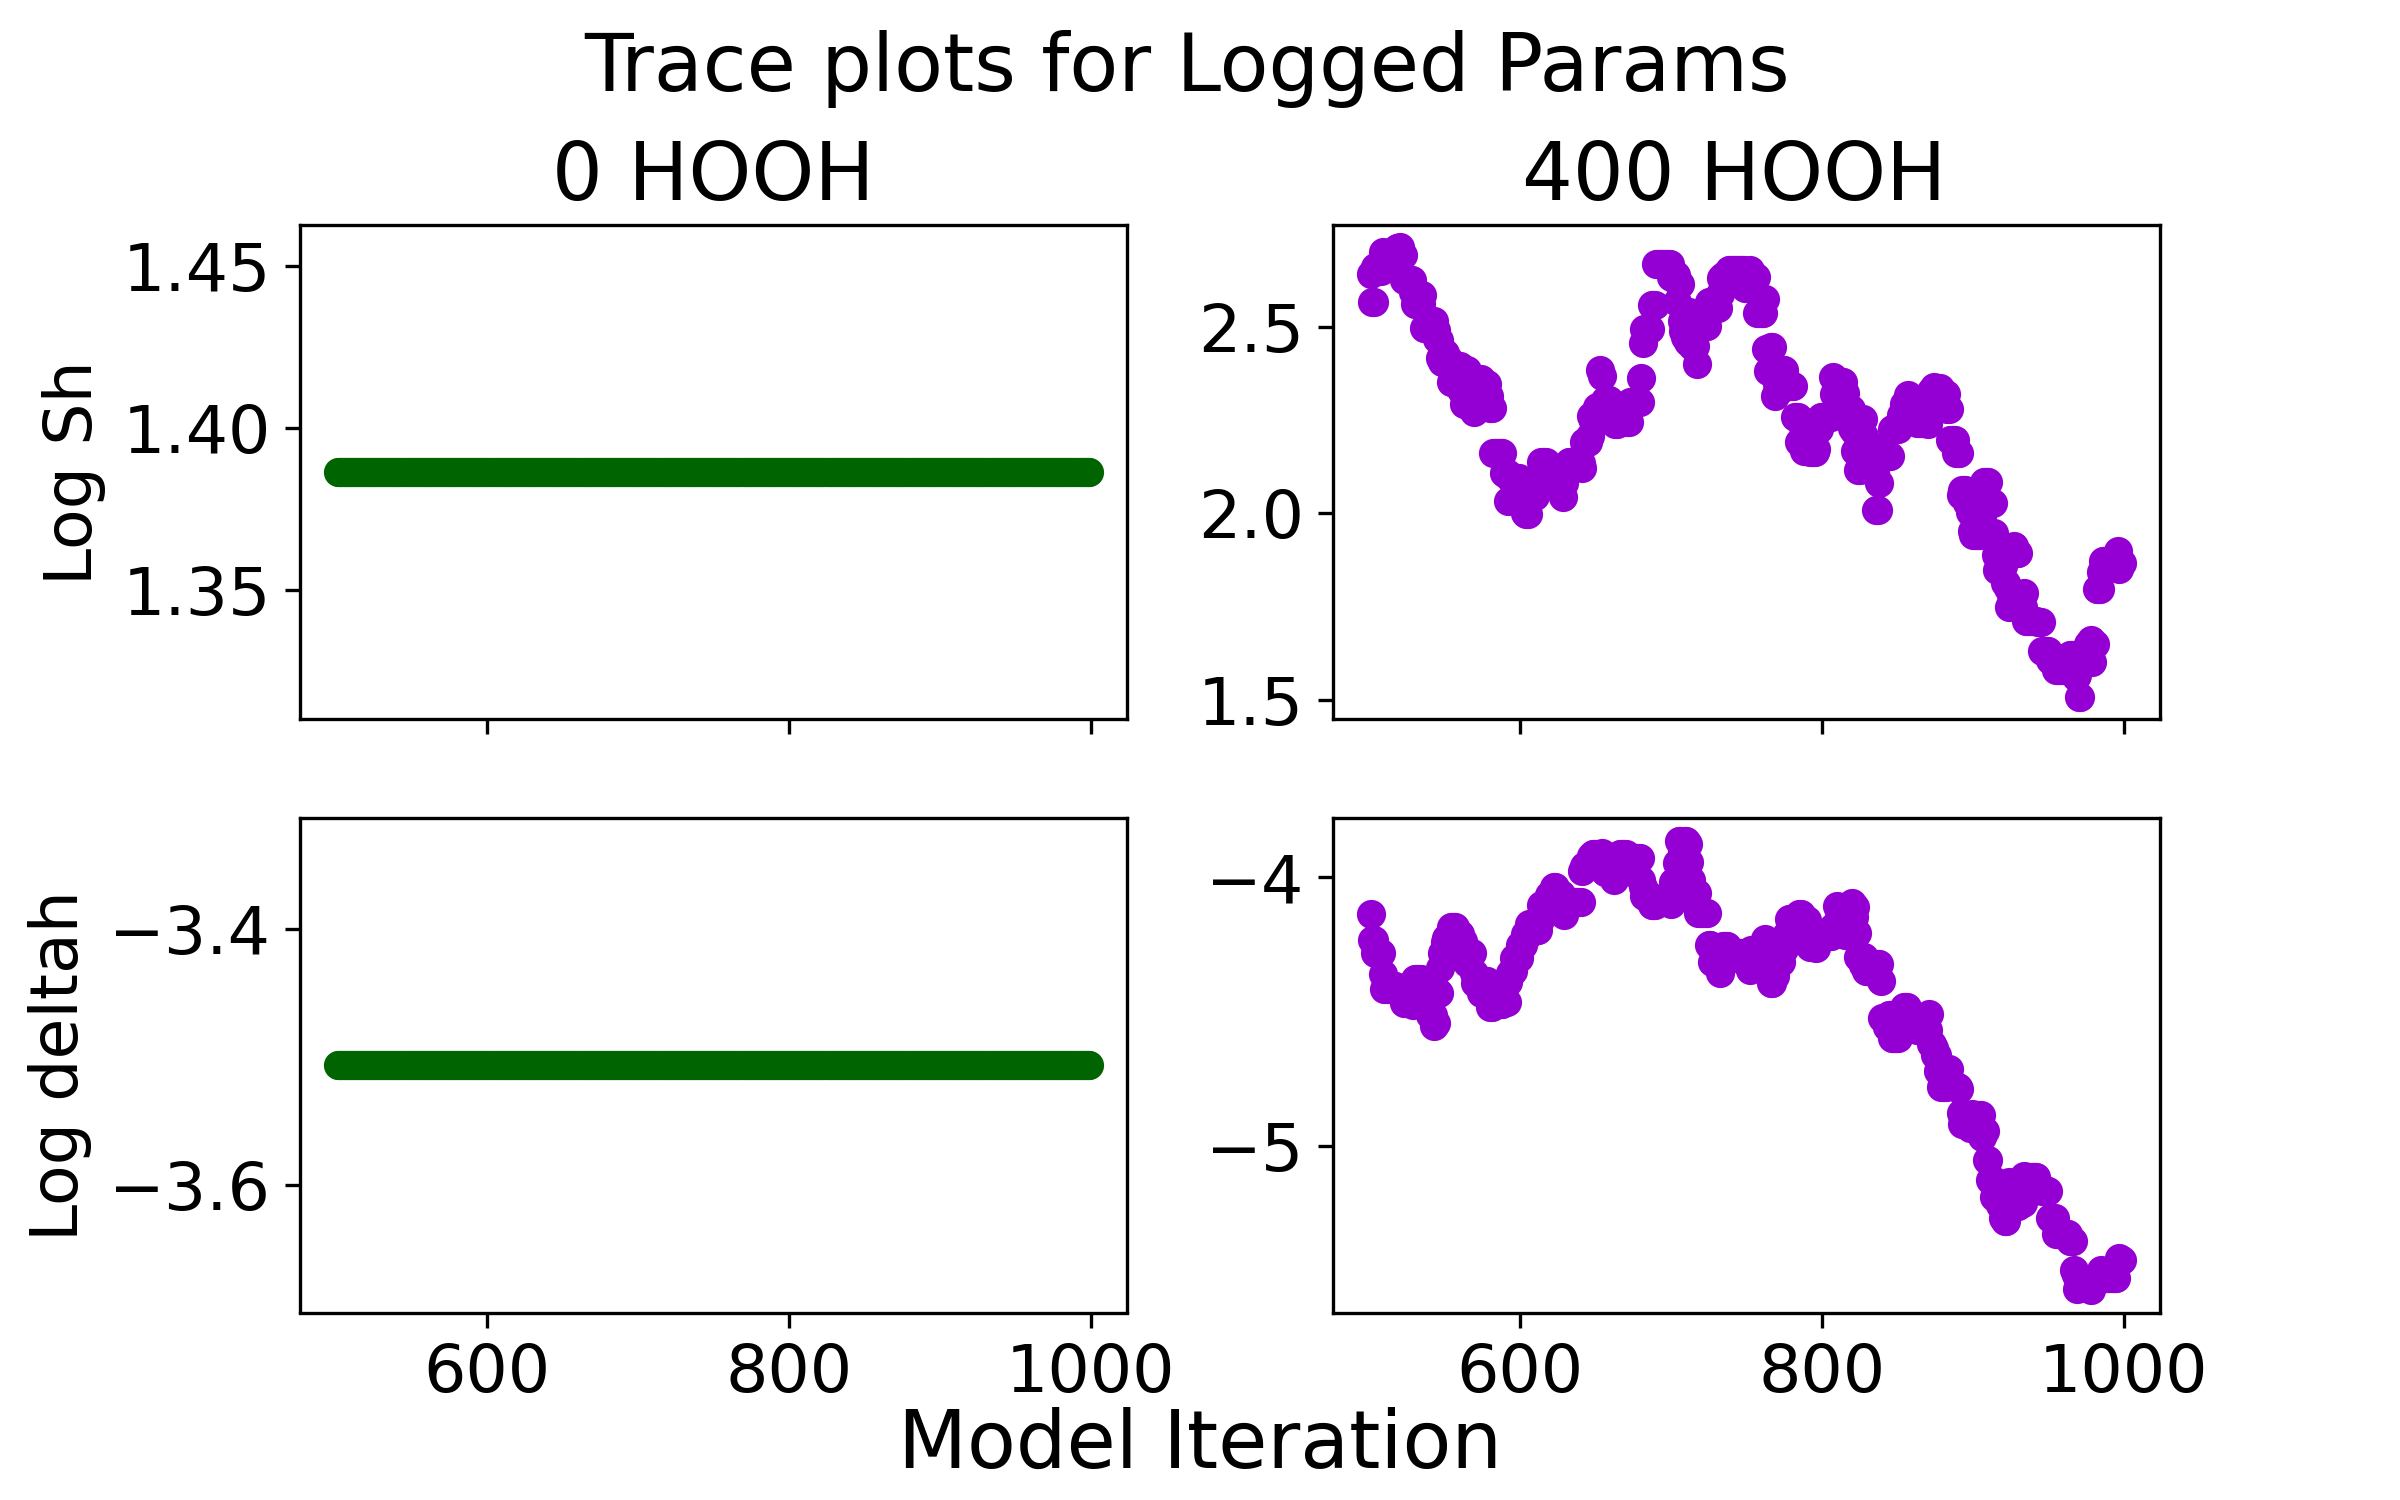 Trace plots for Logged Params
0 HOOH
400 HOOH
Log Sh
1.45
1.40
1.35
2.5
2.0
1.5
Log deltah
−3.4
−3.6
−4
−5
600 800 1000
600 800 1000
Model Iteration